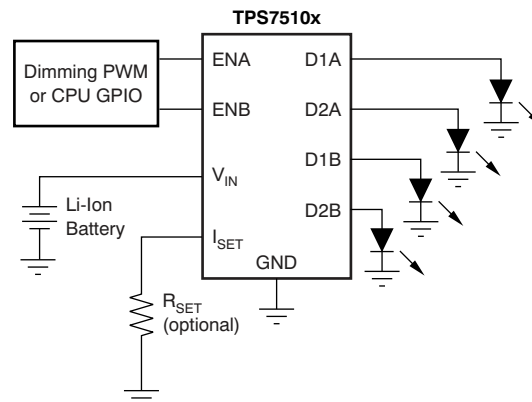 TPS7510x
Dimming PWM
or CPU GPIO
ENA
ENB
V_IN
I_SET
GND
D1A
D2A
D1B
D2B
Li-Ion
Battery
R_SET
(optional)